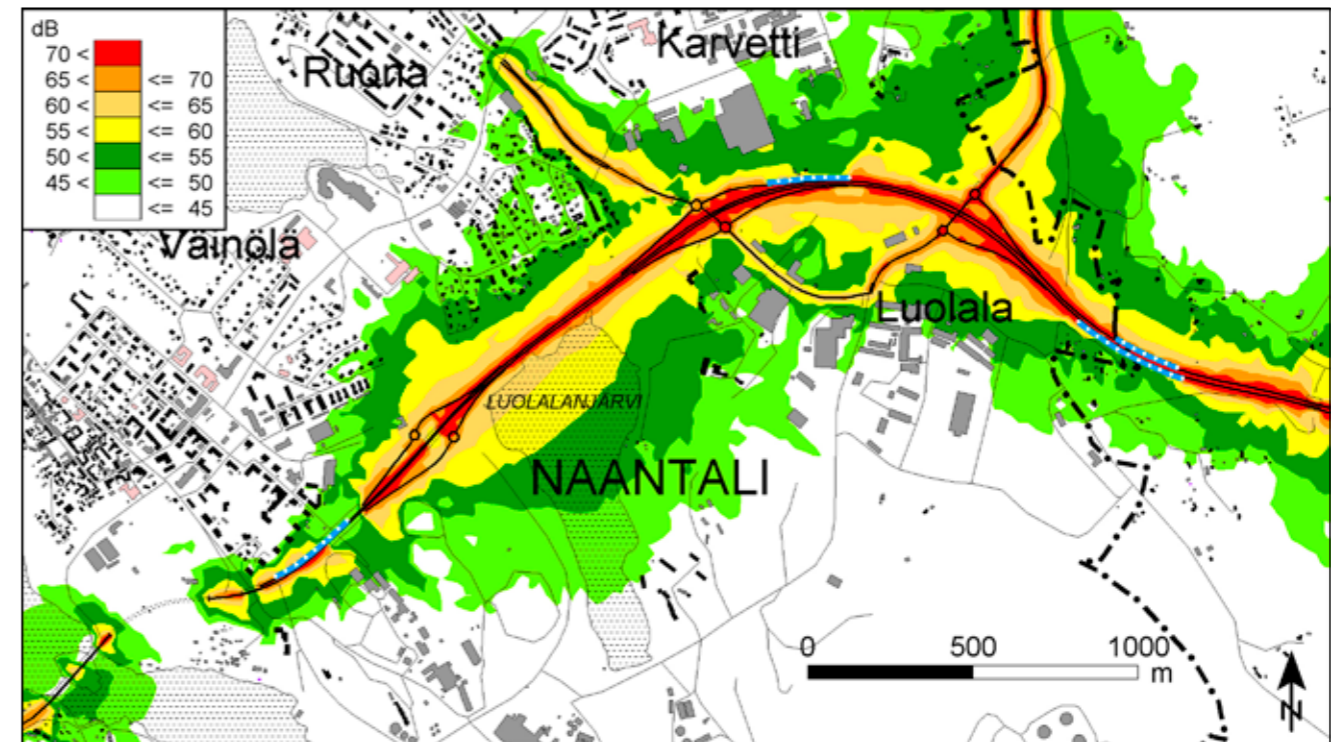 dB
70 <
65 < <= 70
60 < <= 65
55 < <= 60
50 < <= 55
45 < <= 50
<= 45
Karvetti
Ruona
Väinölä
Luolala
LUOLALANJÄRVI
NAANTALI
0 500 1000
m
N